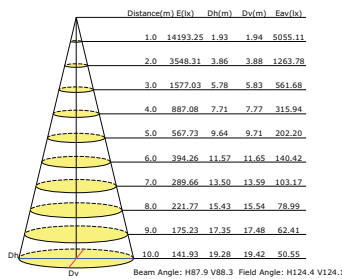 Distance(m) E(lx) Dh(m) Dv(m) Eav(lx)
1.0 14193.25 1.93 1.94 5055.11
2.0 3548.31 3.86 3.88 1263.78
3.0 1577.03 5.78 5.83 561.68
4.0 887.08 7.71 7.77 315.94
5.0 567.73 9.64 9.71 202.20
6.0 394.26 11.57 11.65 140.42
7.0 289.66 13.50 13.59 103.17
8.0 221.77 15.43 15.54 78.99
9.0 175.23 17.35 17.48 62.41
Dh 10.0 141.93 19.28 19.42 50.55
Dv
Beam Angle: H87.9 V88.3 Field Angle: H124.4 V124.